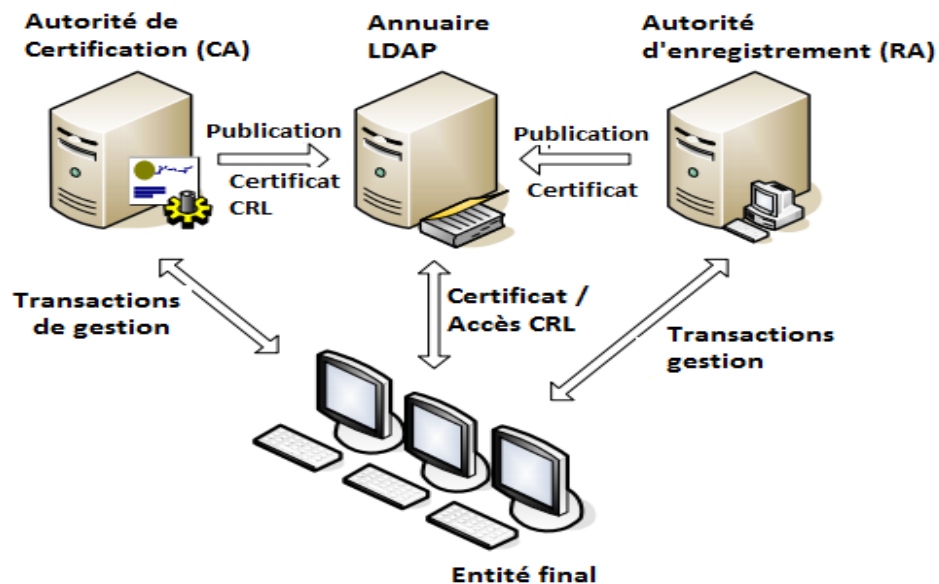 Autorité de
Certification (CA)
Annuaire
LDAP
Autorité
d'enregistrement (RA)
Publication
Certificat
CRL
Publication
Certificat
Transactions
de gestion
Certificat /
Accès CRL
Transactions
gestion
Entité final